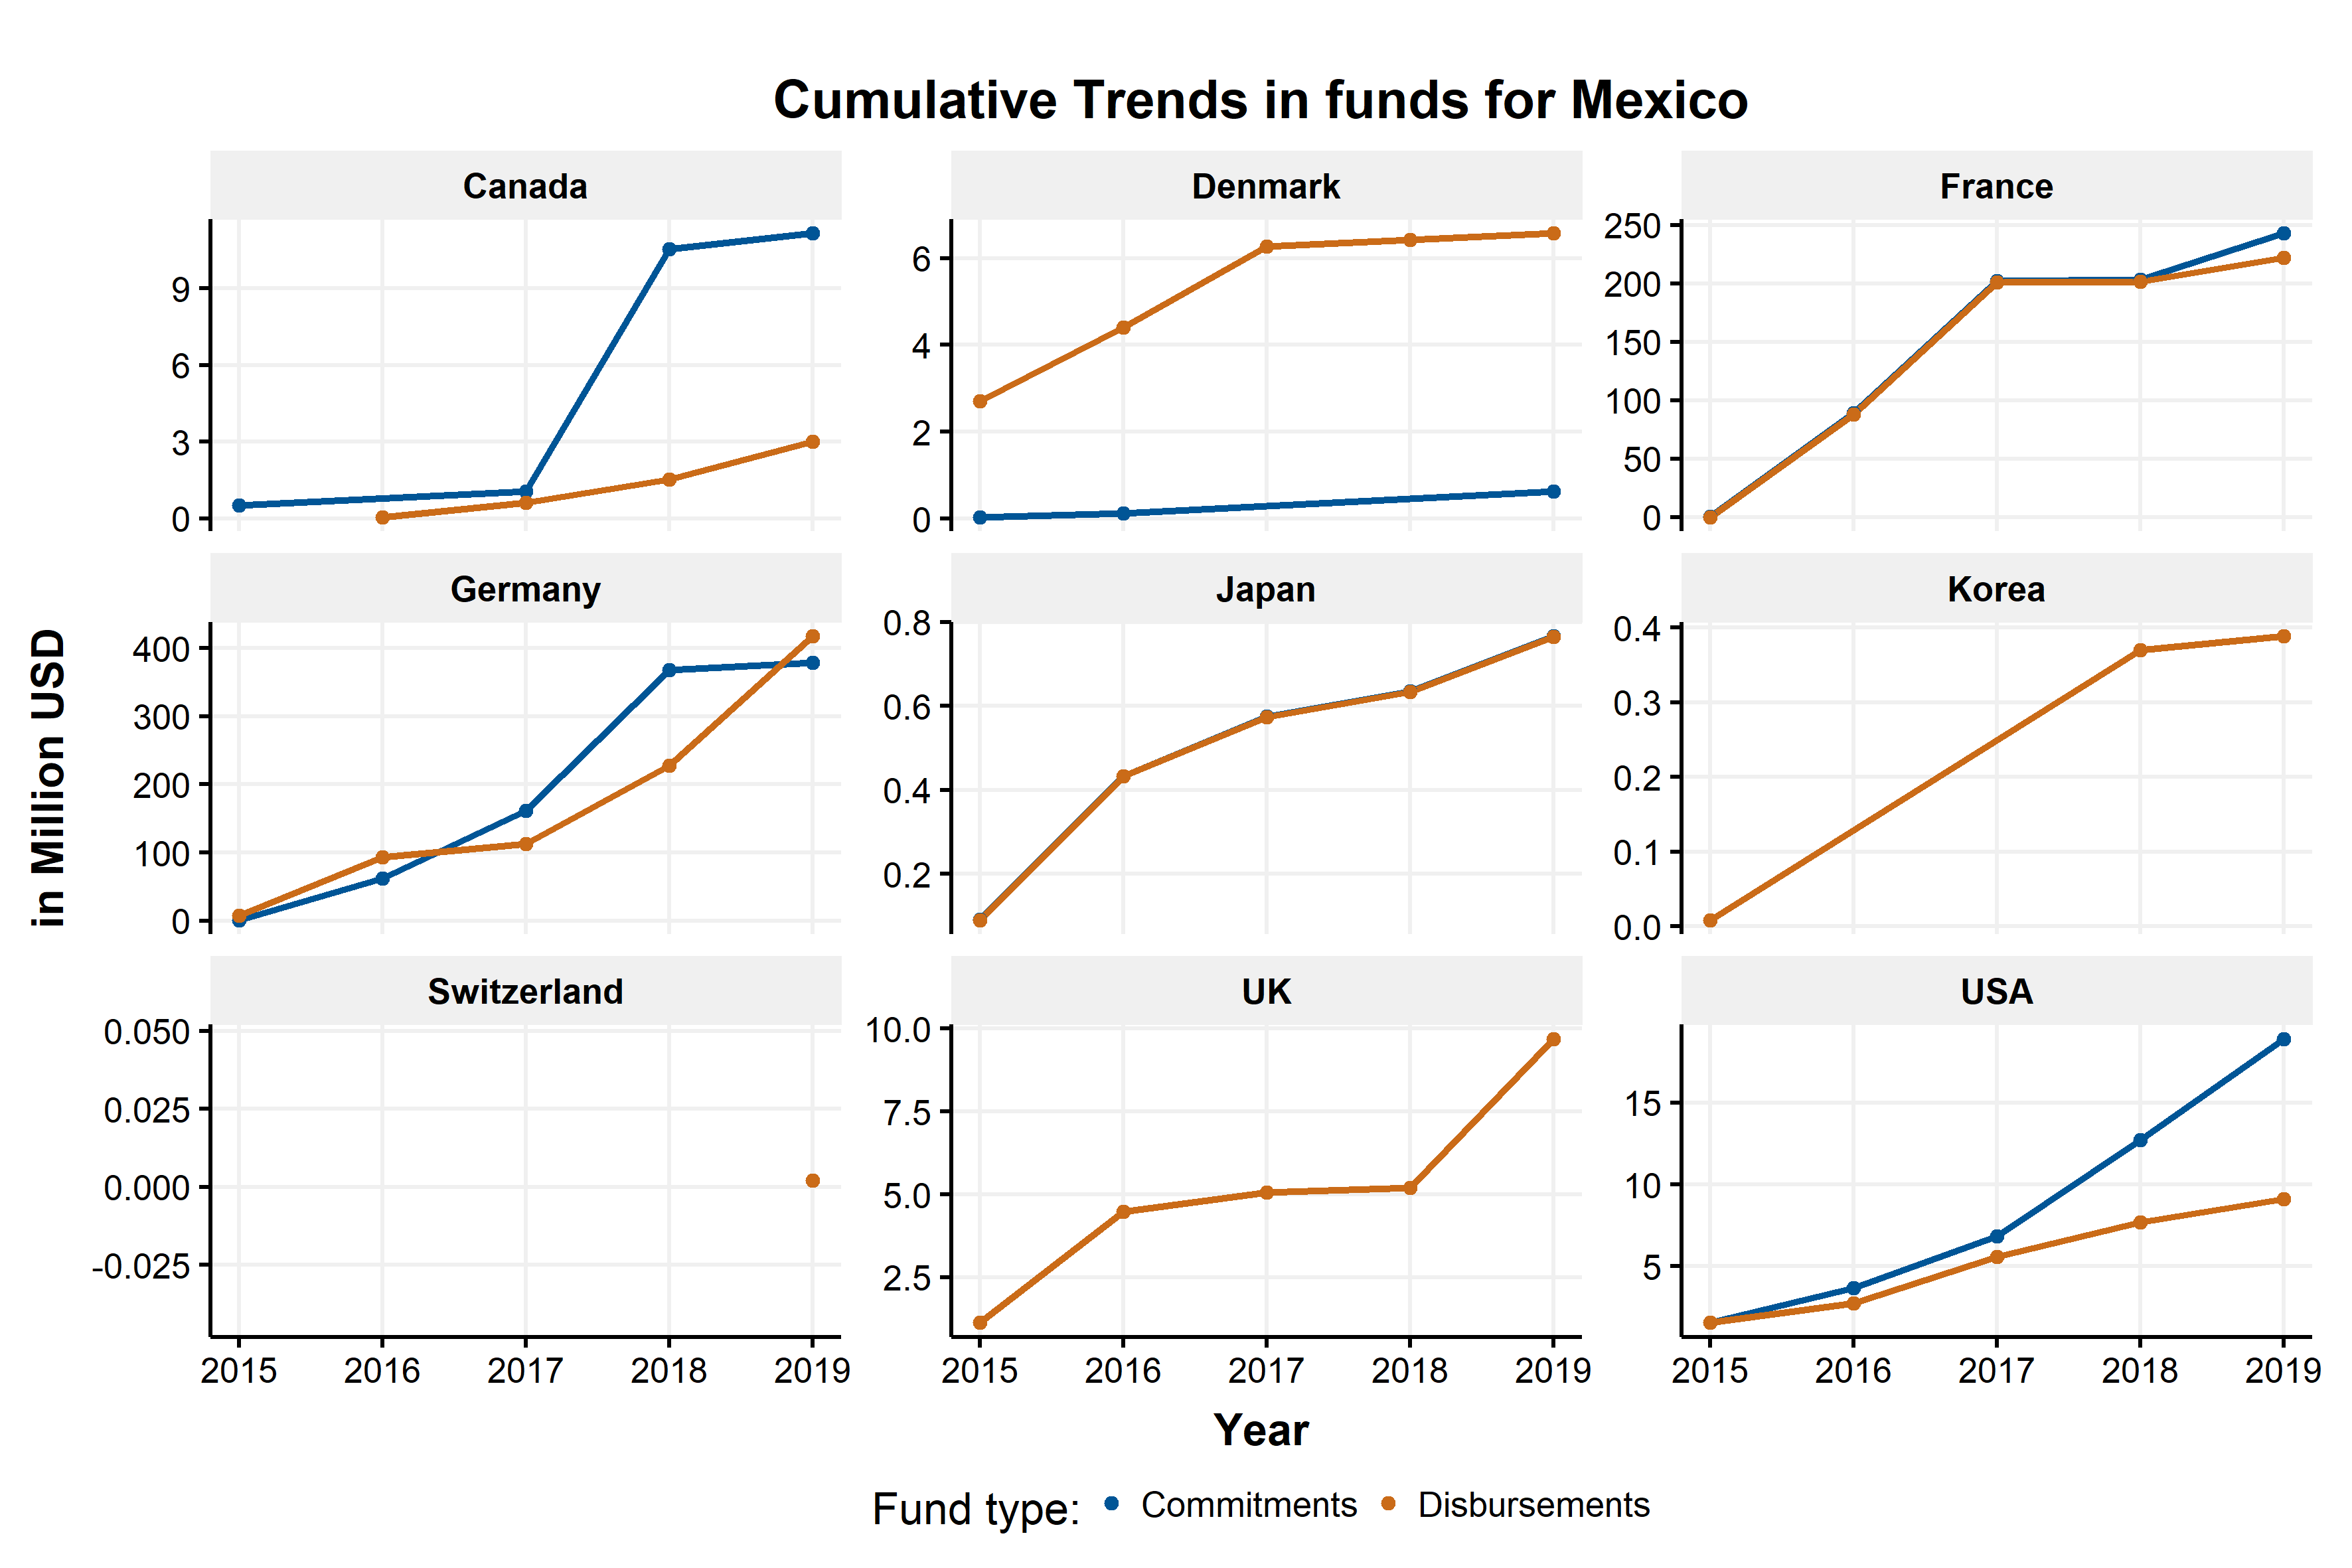 Cumulative Trends in funds for Mexico
Canada
Denmark
France
9
6
3
0
6
4
2
0
250
200
150
100
50
0
Germany
Japan
Korea
400
300
200
100
0
0.8
0.6
0.4
0.2
0.4
0.3
0.2
0.1
0.0
in Million USD
Switzerland
UK
USA
0.050
0.025
0.000
-0.025
10.0
7.5
5.0
2.5
15
10
5
2015 2016 2017 2018 2019
2015 2016 2017 2018 2019
2015 2016 2017 2018 2019
Year
Fund type: Commitments Disbursements